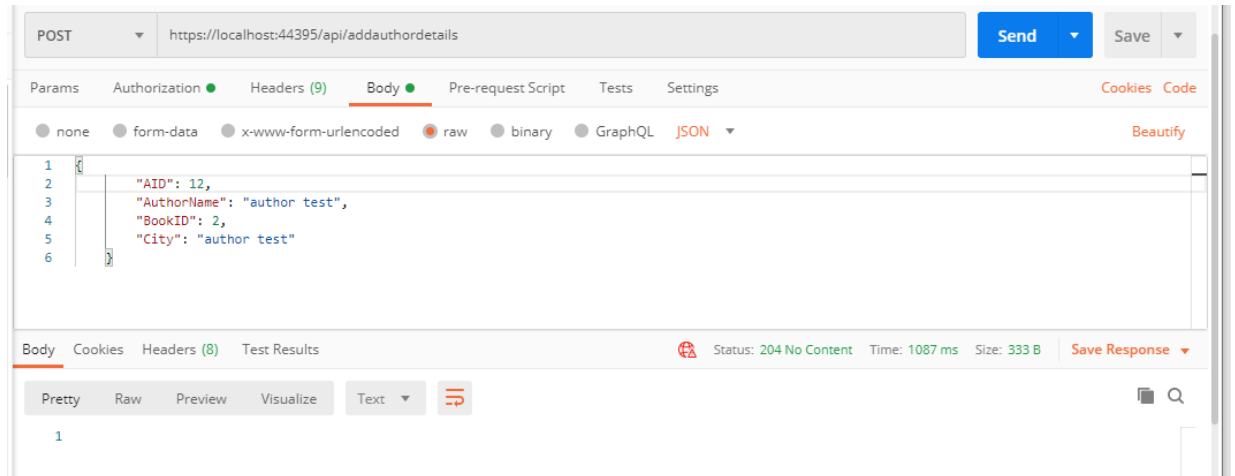 POST https://localhost:44395/api/addauthordetails Send Save
Params Authorization Headers (9) Body Pre-request Script Tests Settings Cookies Code
none form-data x-www-form-urlencoded raw binary GraphQL JSON Beautify
1 {
2 "AID": 12,
3 "AuthorName": "author test",
4 "BookID": 2,
5 "City": "author test"
6 }
Body Cookies Headers (8) Test Results Status: 204 No Content Time: 1087 ms Size: 333 B Save Response
Pretty Raw Preview Visualize Text
1